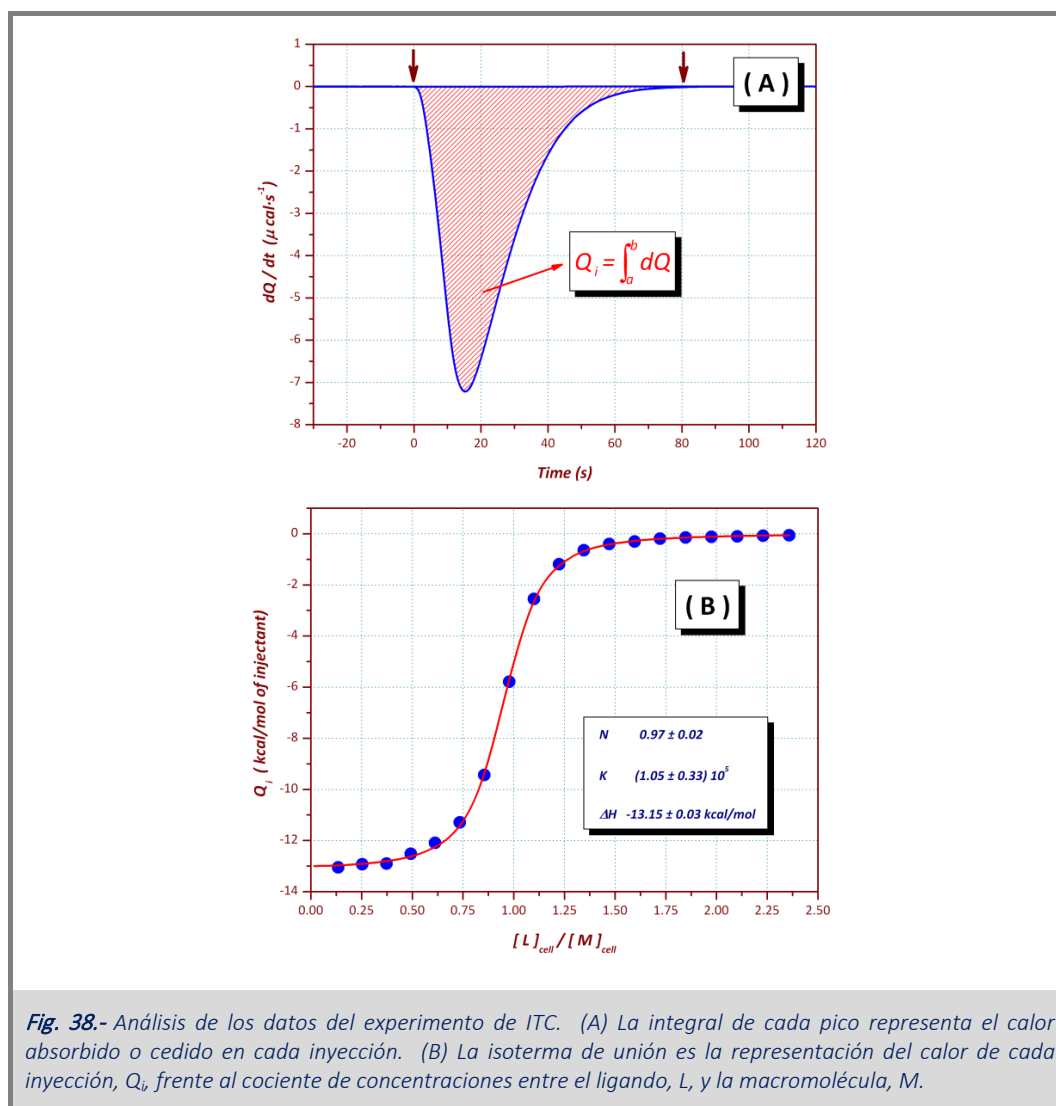 1
0
-1
-2
-3
-4
-5
-6
-7
-8
dQ / dt (μ cal·s⁻¹)
( A )
Q i = ∫ a b dQ
-20 0 20 40 60 80 100 120
Time (s)
0
-2
-4
-6
-8
-10
-12
-14
Q i ( kcal/mol of injectant)
( B )
N 0.97 ± 0.02
K (1.05 ± 0.33) 10⁵
ΔH -13.15 ± 0.03 kcal/mol
0.00 0.25 0.50 0.75 1.00 1.25 1.50 1.75 2.00 2.25 2.50
[ L ]cell / [ M ]cell
Fig. 38.- Análisis de los datos del experimento de ITC. (A) La integral de cada pico representa el calor
absorbido o cedido en cada inyección. (B) La isoterma de unión es la representación del calor de cada
inyección, Qi, frente al cociente de concentraciones entre el ligando, L, y la macromolécula, M.